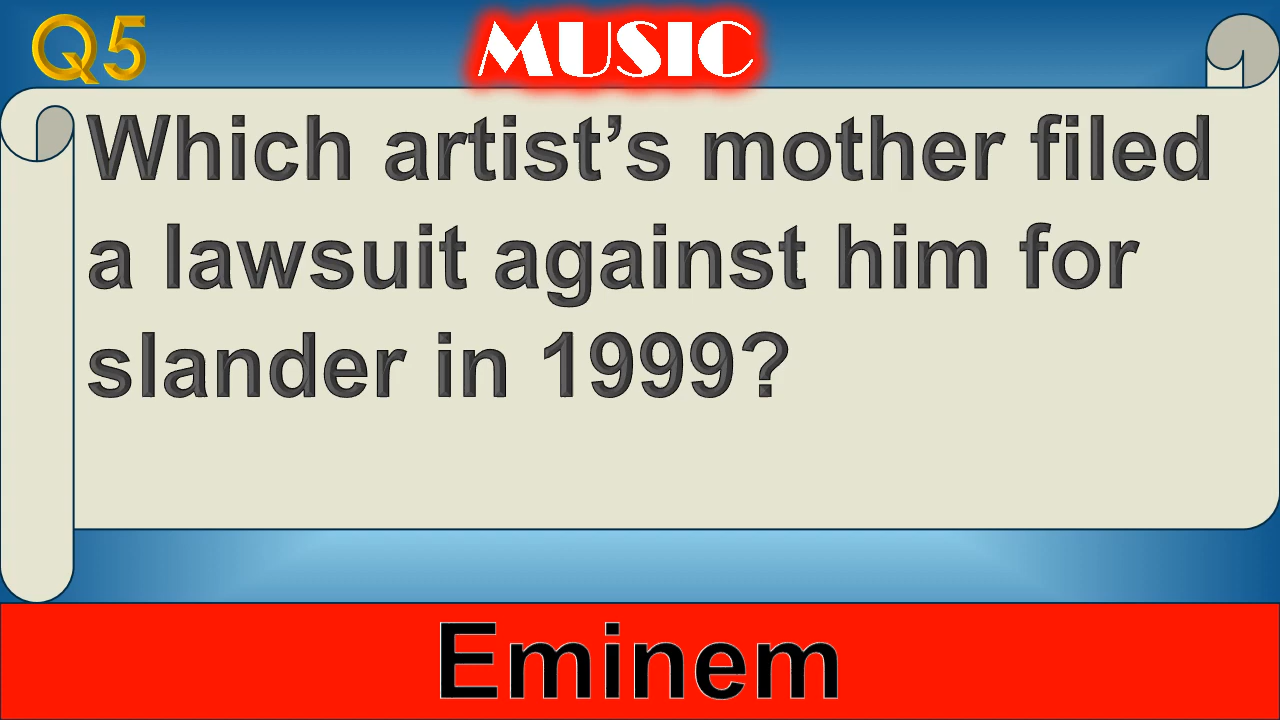 Q5
MUSIC
Which artist’s mother filed
a lawsuit against him for
slander in 1999?
Eminem